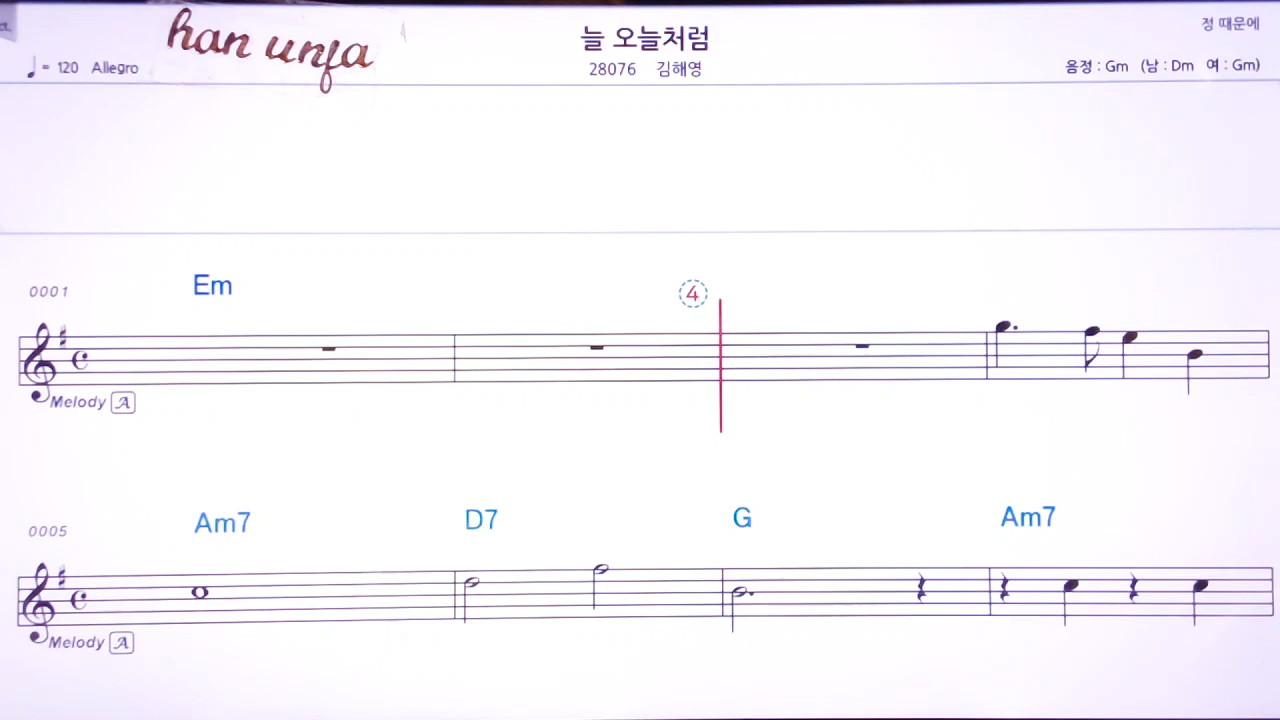 han unja
늘 오늘처럼
정 때문에
♩= 120 Allegro
28076 김해영
음정 : Gm (남 : Dm 여 : Gm)
0001
Em
4
Melody A
0005
Am7 D7 G Am7
Melody A